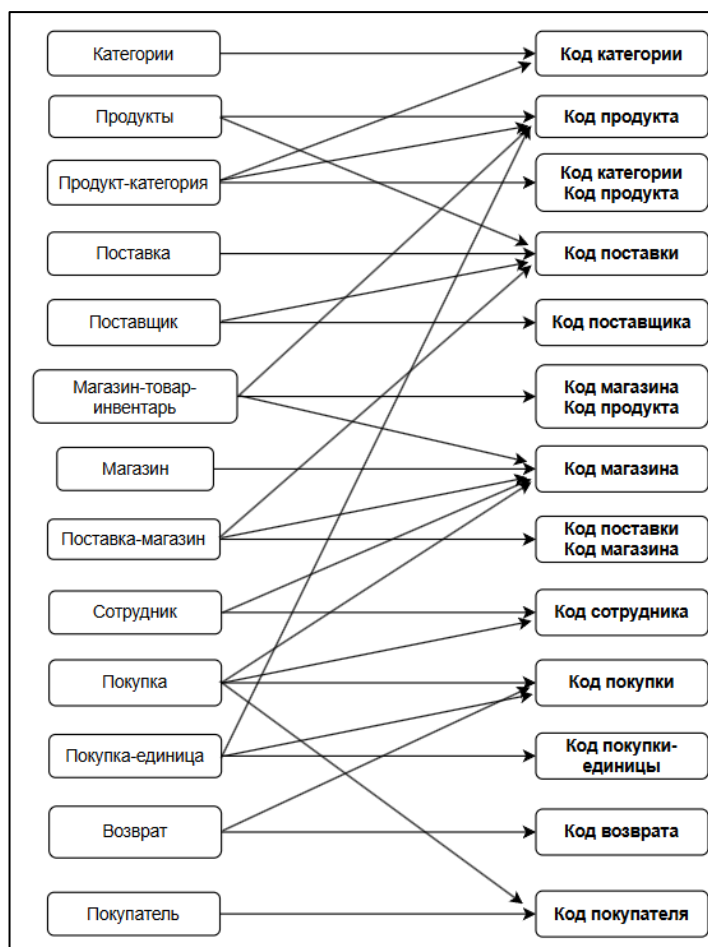 Категории
Код категории
Продукты
Код продукта
Продукт-категория
Код категории
Код продукта
Поставка
Код поставки
Поставщик
Код поставщика
Магазин-товар-
инвентарь
Код магазина
Код продукта
Магазин
Код магазина
Поставка-магазин
Код поставки
Код магазина
Сотрудник
Код сотрудника
Покупка
Код покупки
Покупка-единица
Код покупки-
единицы
Возврат
Код возврата
Покупатель
Код покупателя